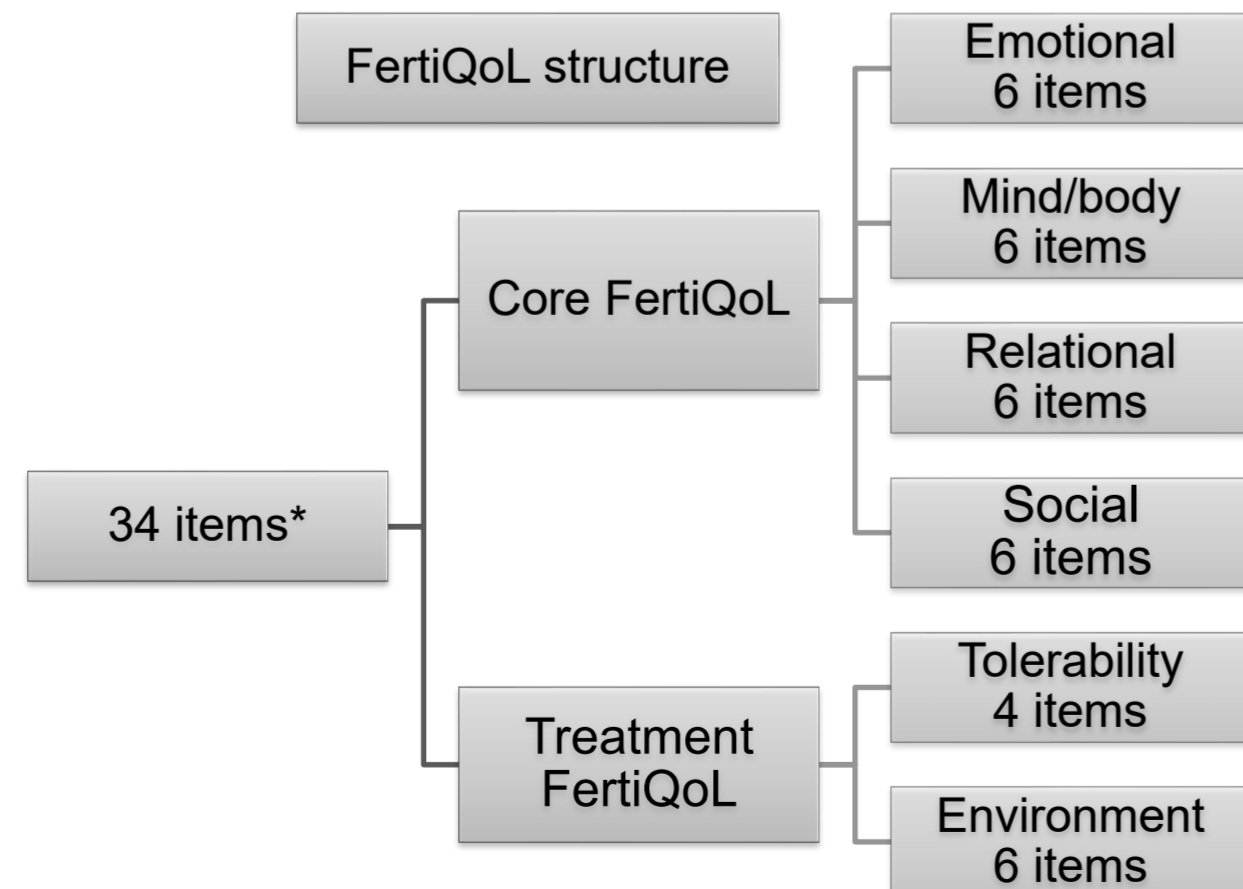 FertiQoL structure
34 items*
Core FertiQoL
Emotional
6 items
Mind/body
6 items
Relational
6 items
Social
6 items
Treatment
FertiQoL
Tolerability
4 items
Environment
6 items